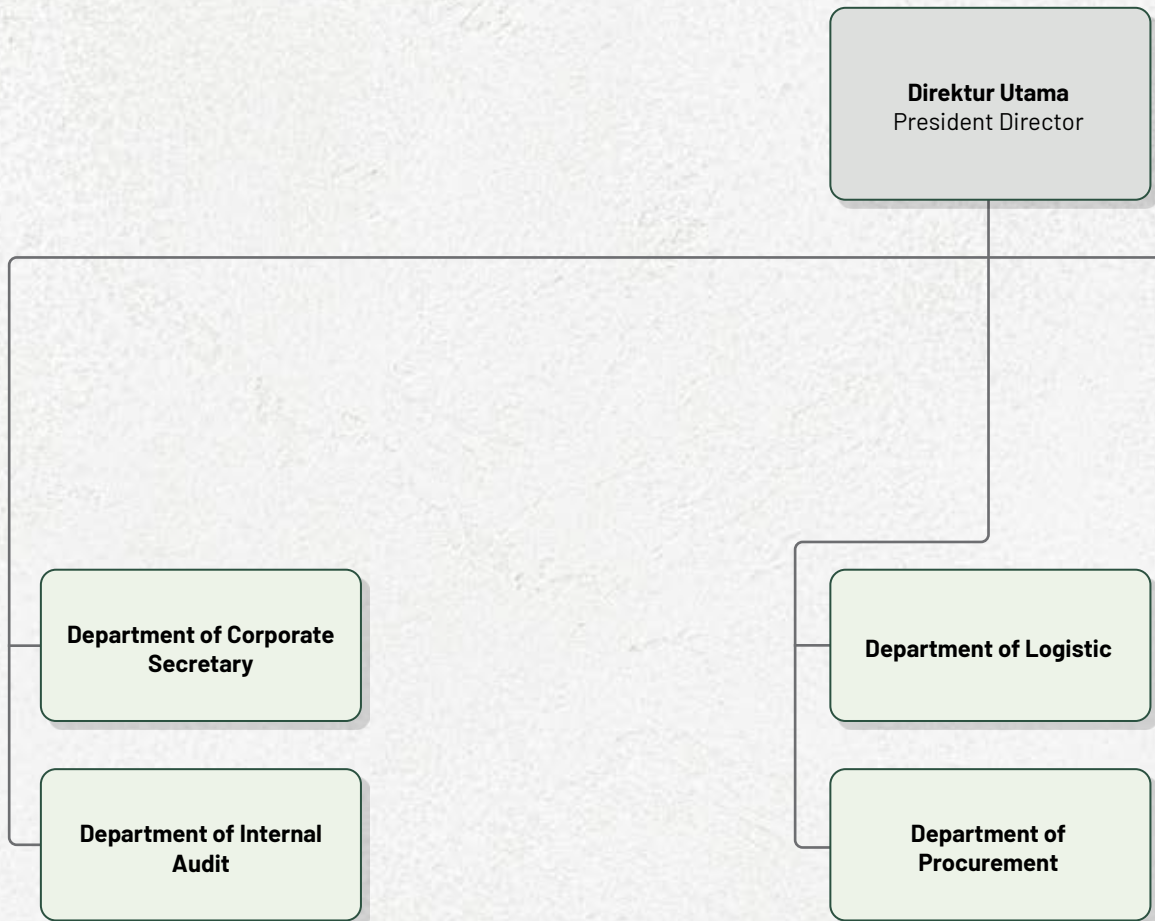 Direktur Utama
President Director
Department of Corporate
Secretary
Department of Logistic
Department of Internal
Audit
Department of
Procurement